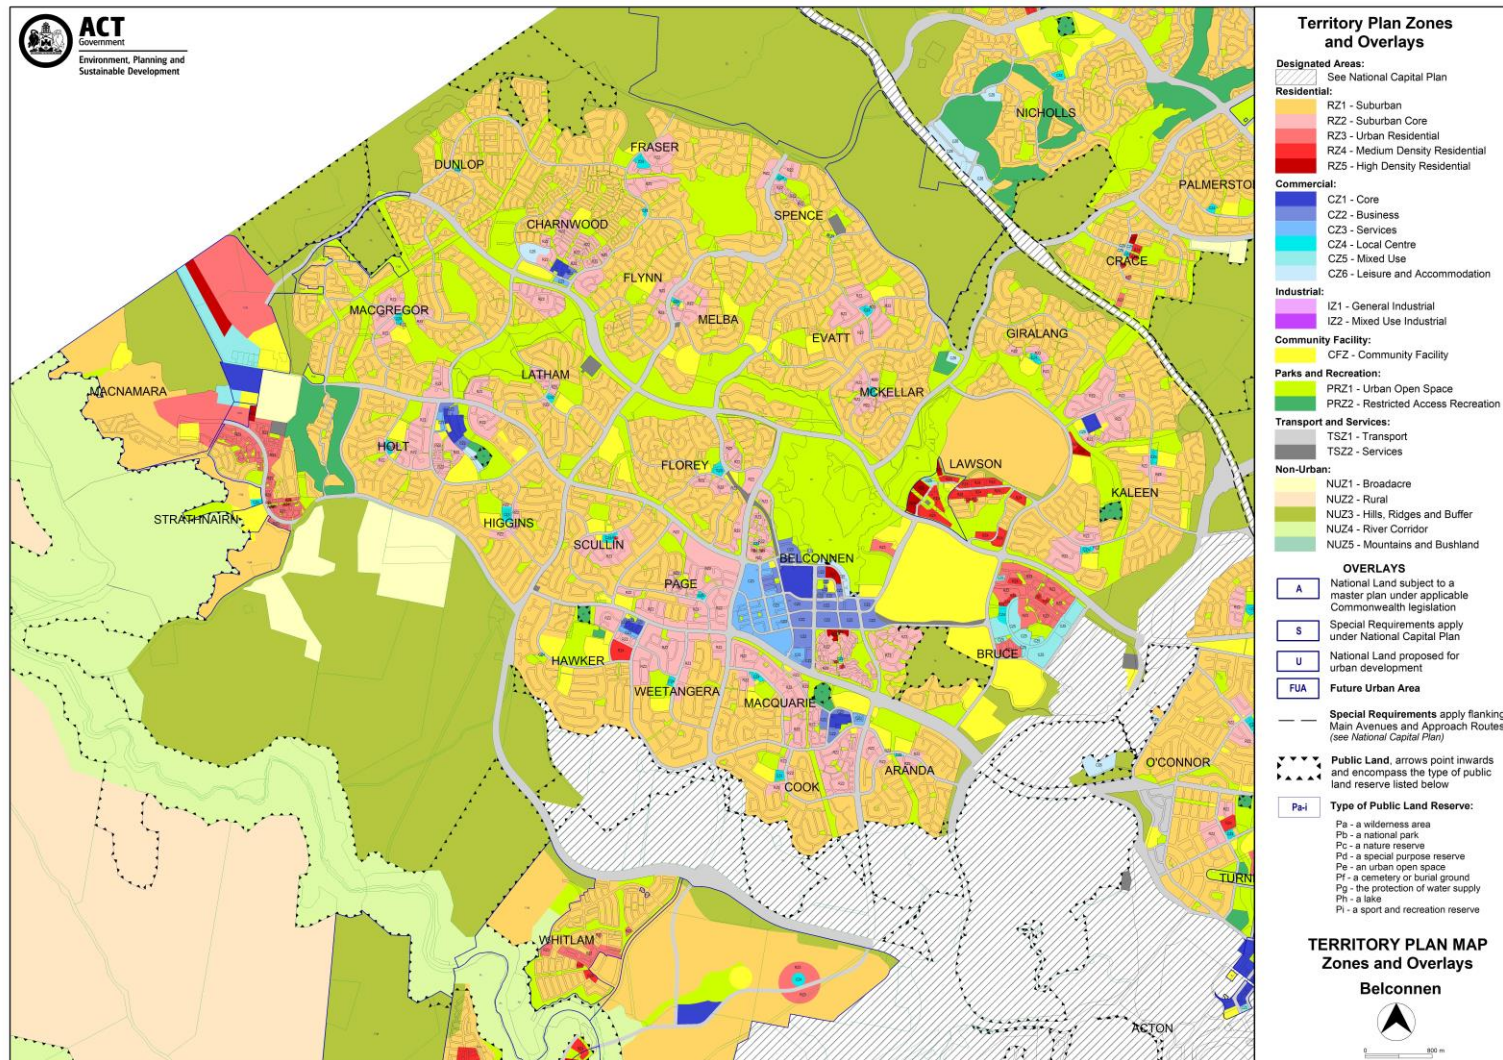 ACT
Government
Environment, Planning and
Sustainable Development
NICHOLLS
FRASER
DUNLOP
PALMERSTO
SPENCE
CHARNWOOD
CRACE
FLYNN
MACGREGOR
MELBA
EVATT
GIRALANG
LATHAM
MACNAMARA
MCKELLAR
HOLT
FLOREY
LAWSON
KALEEN
STRATHNAIRN
HIGGINS
SCULLIN
BELCONNEN
PAGE
HAWKER
BRUCE
WEETANGERA
MACQUARIE
O'CONNOR
ARANDA
COOK
TURN
WHITLAM
ACTON
Territory Plan Zones
and Overlays
Designated Areas:
See National Capital Plan
Residential:
RZ1 - Suburban
RZ2 - Suburban Core
RZ3 - Urban Residential
RZ4 - Medium Density Residential
RZ5 - High Density Residential
Commercial:
CZ1 - Core
CZ2 - Business
CZ3 - Services
CZ4 - Local Centre
CZ5 - Mixed Use
CZ6 - Leisure and Accommodation
Industrial:
IZ1 - General Industrial
IZ2 - Mixed Use Industrial
Community Facility:
CFZ - Community Facility
Parks and Recreation:
PRZ1 - Urban Open Space
PRZ2 - Restricted Access Recreation
Transport and Services:
TSZ1 - Transport
TSZ2 - Services
Non-Urban:
NUZ1 - Broadacre
NUZ2 - Rural
NUZ3 - Hills, Ridges and Buffer
NUZ4 - River Corridor
NUZ5 - Mountains and Bushland
OVERLAYS
A National Land subject to a
master plan under applicable
Commonwealth legislation
S Special Requirements apply
under National Capital Plan
U National Land proposed for
urban development
FUA Future Urban Area
Special Requirements apply flanking
Main Avenues and Approach Routes
(see National Capital Plan)
Public Land, arrows point inwards
and encompass the type of public
land reserve listed below
Pa-i Type of Public Land Reserve:
Pa - a wilderness area
Pb - a national park
Pc - a nature reserve
Pd - a special purpose reserve
Pe - an urban open space
Pf - a cemetery or burial ground
Pg - the protection of water supply
Ph - a lake
Pi - a sport and recreation reserve
TERRITORY PLAN MAP
Zones and Overlays
Belconnen
0 800 m